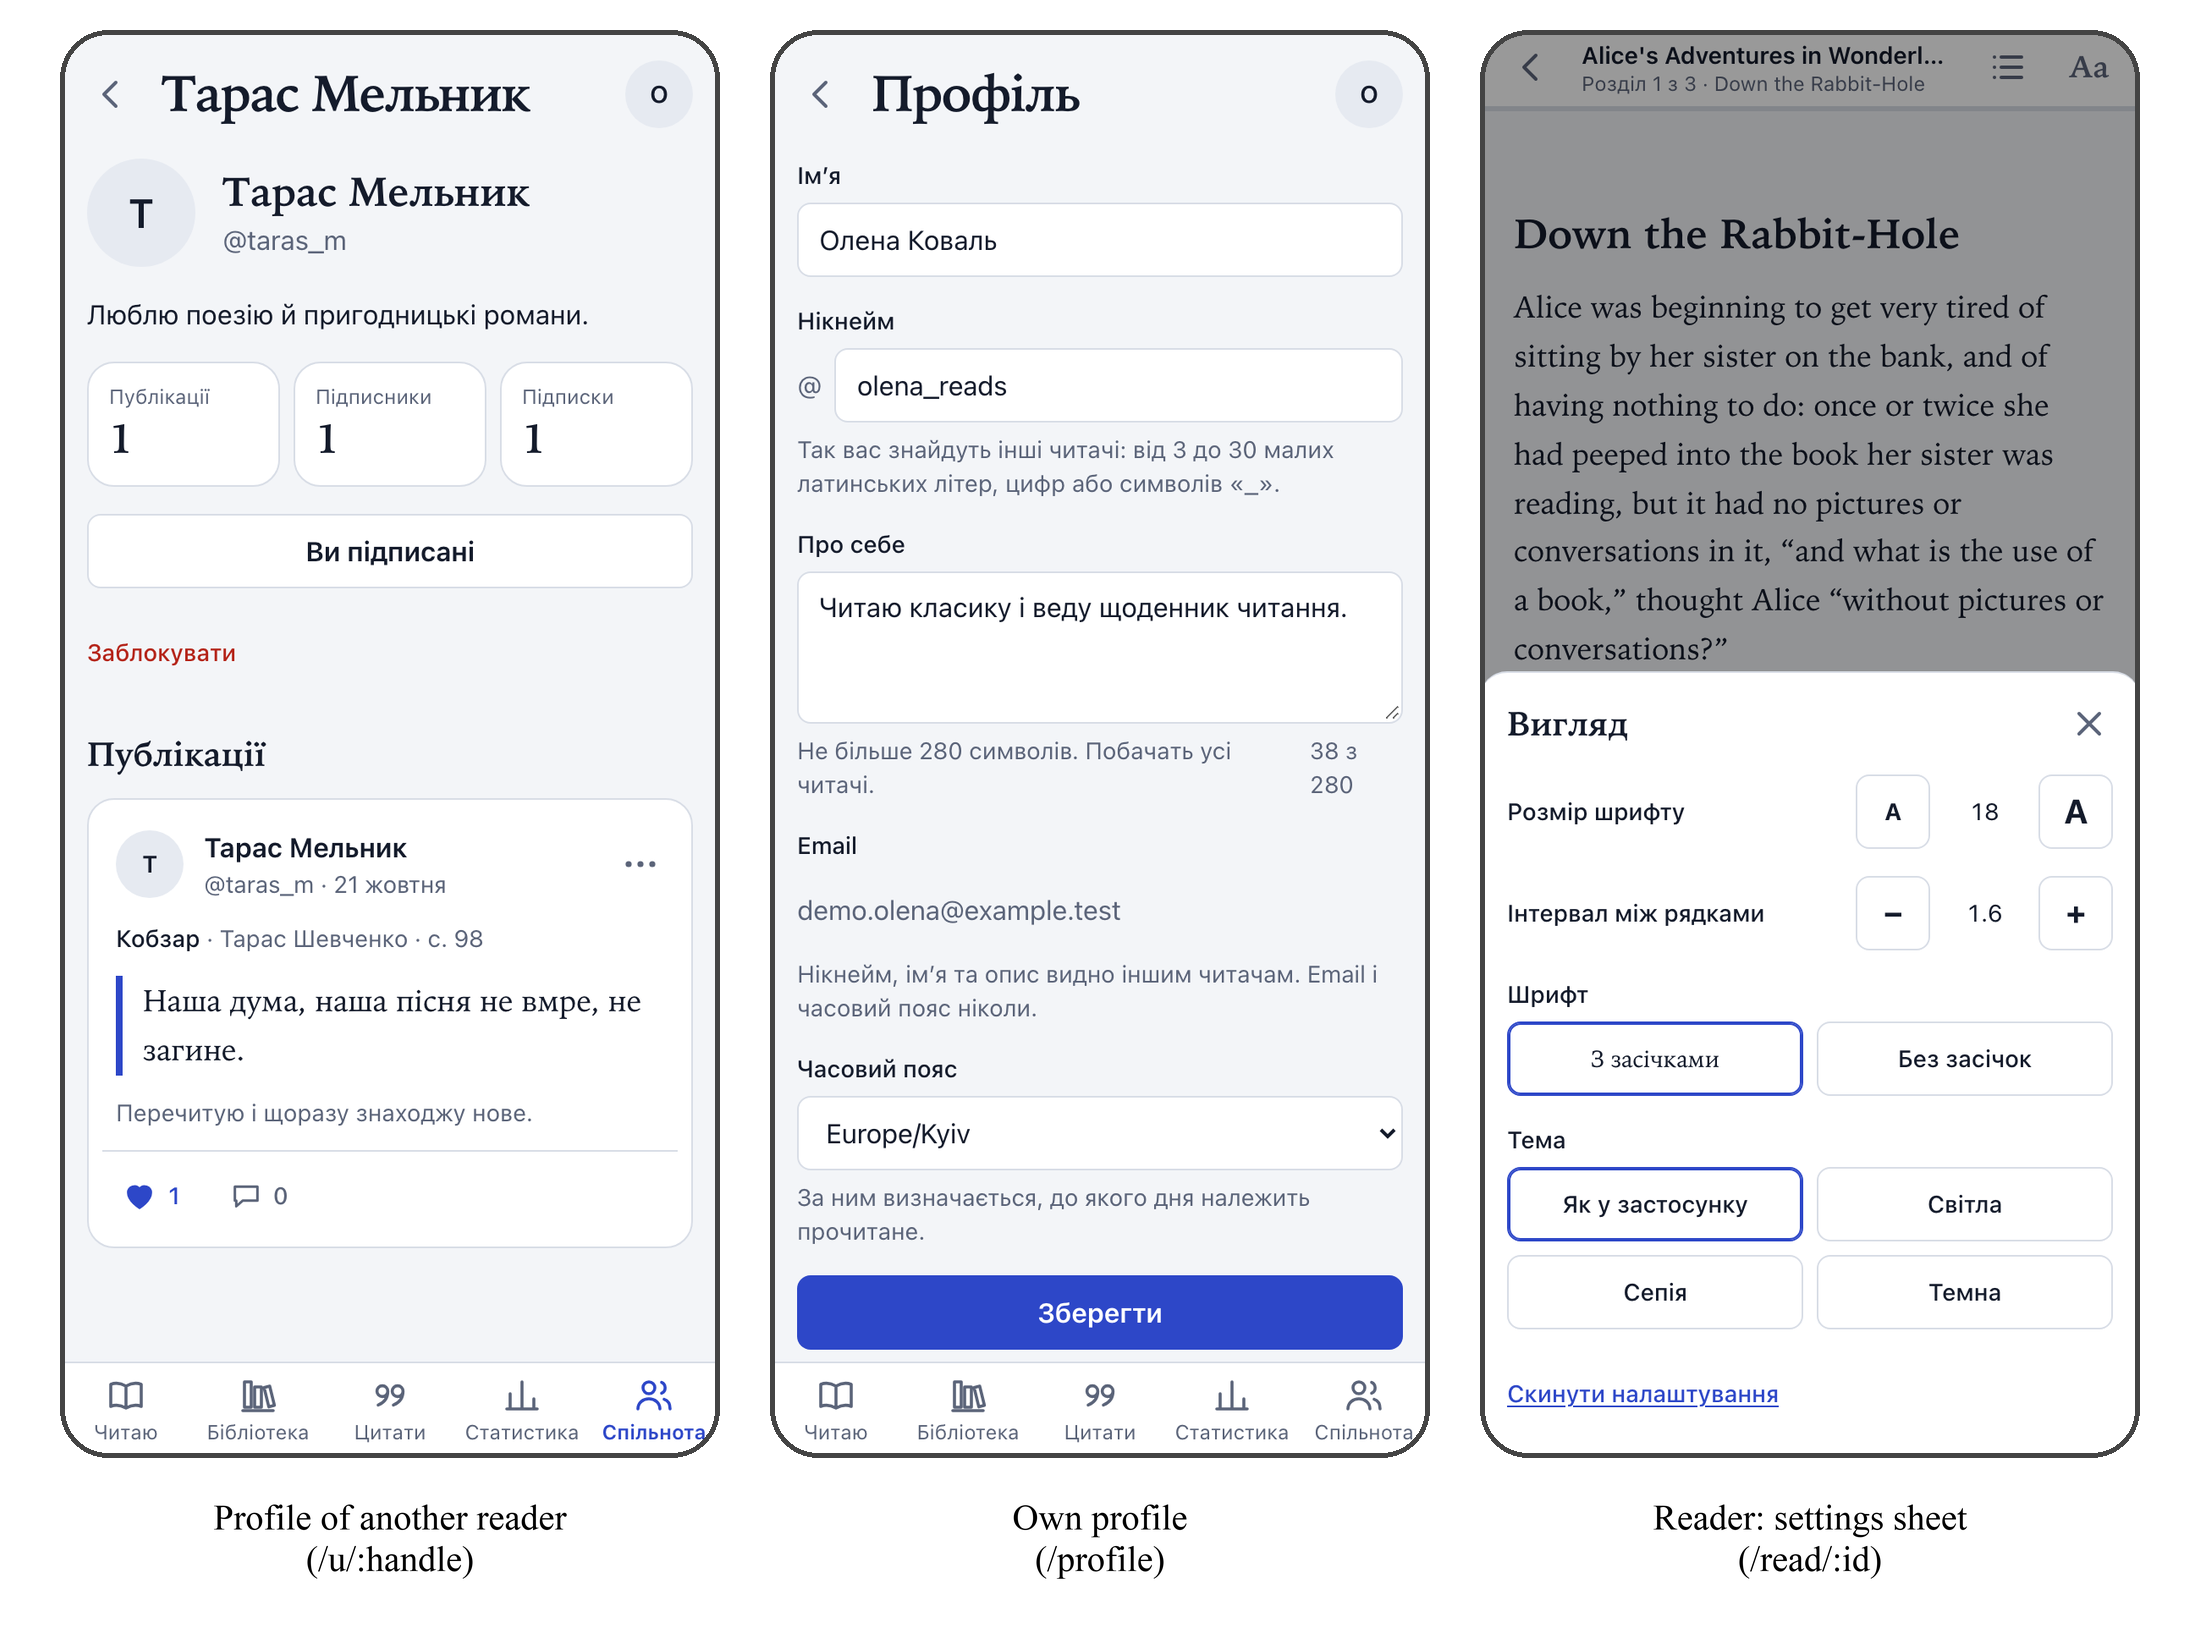 Тарас Мельник
О
Т
Тарас Мельник
@taras_m
Люблю поезію й пригодницькі романи.
Публікації
1
Підписники
1
Підписки
1
Ви підписані
Заблокувати
Публікації
Т
Тарас Мельник
@taras_m · 21 жовтня
Кобзар · Тарас Шевченко · с. 98
Наша дума, наша пісня не вмре, не
загине.
Перечитую і щоразу знаходжу нове.
1
0
Читаю
Бібліотека
Цитати
Статистика
Спільнота
Profile of another reader
(/u/:handle)
Профіль
О
Ім’я
Олена Коваль
Нікнейм
@ olena_reads
Так вас знайдуть інші читачі: від 3 до 30 малих
латинських літер, цифр або символів «_».
Про себе
Читаю класику і веду щоденник читання.
Не більше 280 символів. Побачать усі
читачі.
38 з
280
Email
demo.olena@example.test
Нікнейм, ім’я та опис видно іншим читачам. Email і
часовий пояс ніколи.
Часовий пояс
Europe/Kyiv
За ним визначається, до якого дня належить
прочитане.
Зберегти
Читаю
Бібліотека
Цитати
Статистика
Спільнота
Own profile
(/profile)
Alice's Adventures in Wonderl...
Розділ 1 з 3 · Down the Rabbit-Hole
Aa
Down the Rabbit-Hole
Alice was beginning to get very tired of
sitting by her sister on the bank, and of
having nothing to do: once or twice she
had peeped into the book her sister was
reading, but it had no pictures or
conversations in it, “and what is the use of
a book,” thought Alice “without pictures or
conversations?”
Вигляд
Розмір шрифту
A
18
A
Інтервал між рядками
−
1.6
+
Шрифт
З засічками
Без засічок
Тема
Як у застосунку
Світла
Сепія
Темна
Скинути налаштування
Reader: settings sheet
(/read/:id)